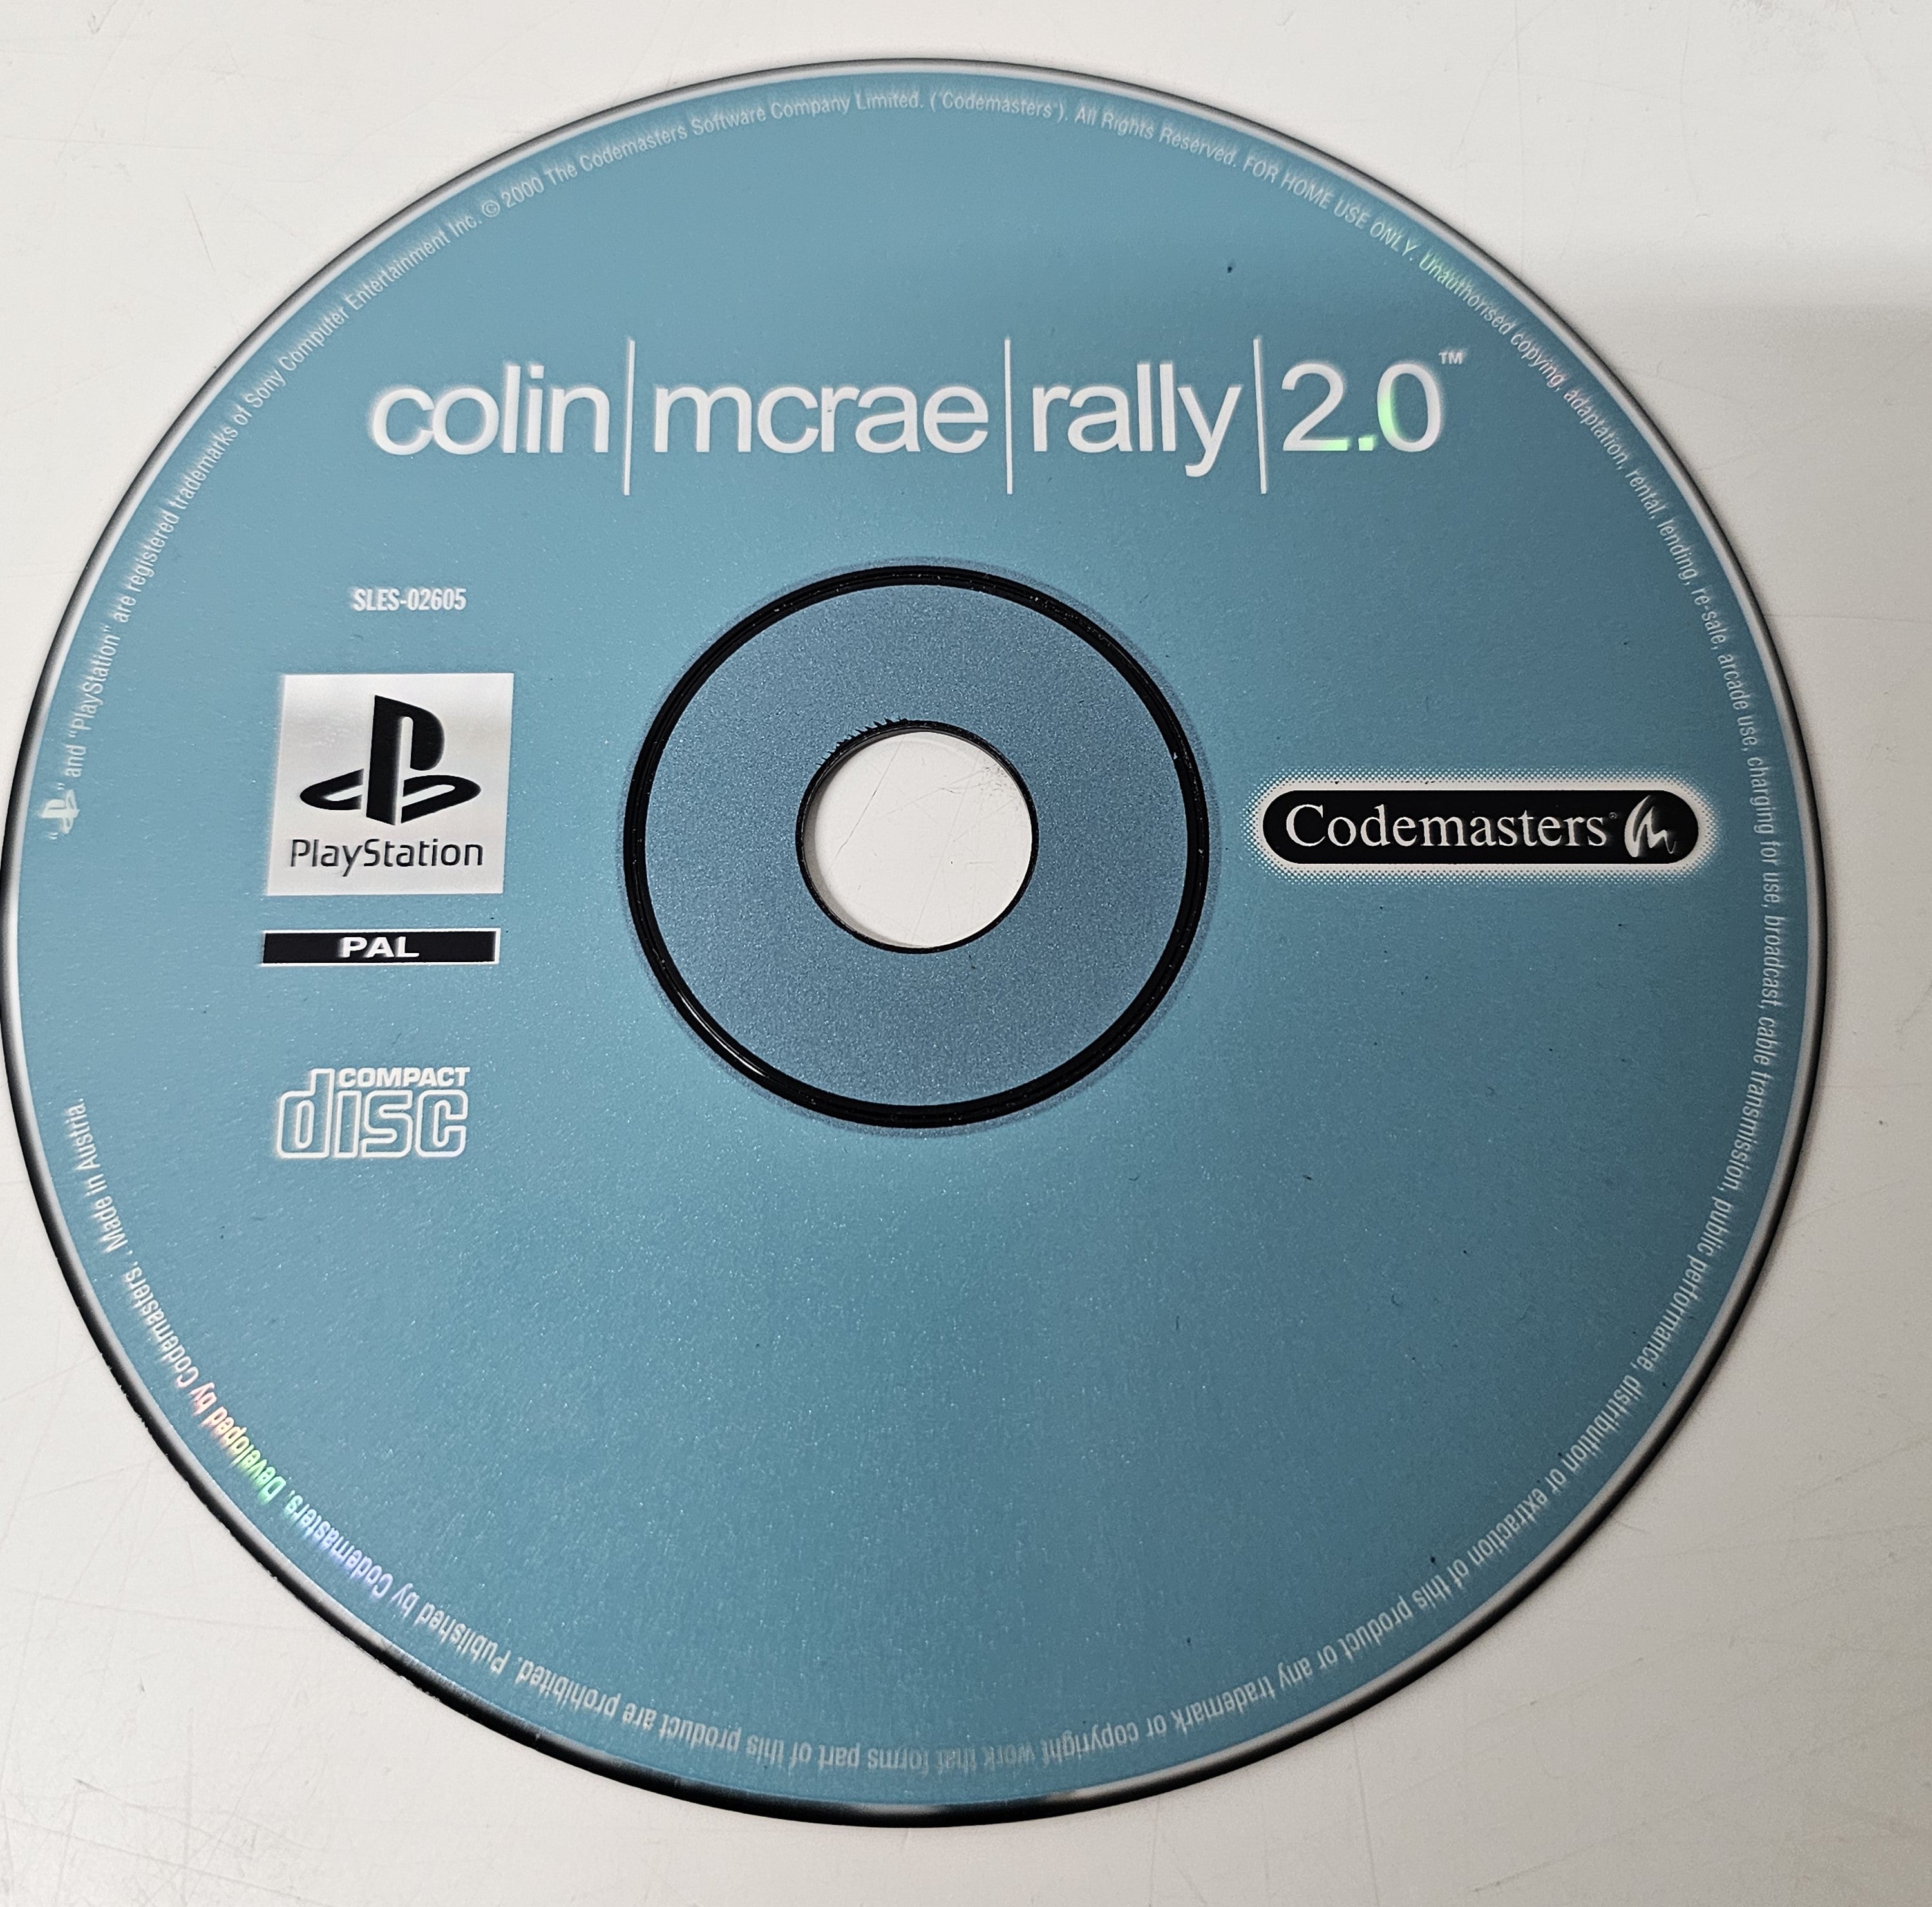 "and "PlayStation" are registered trademarks of Sony Computer Entertainment Inc. © 2000 The Codemasters Software Company Limited. ('Codemasters'). All Rights Reserved. FOR HOME USE ONLY. Unauthorised copying, adaptation, rental, lending, re-sale, arcade use, charging for use, broadcast, cable transmission, public performance, distribution or extraction of this product or any trademark or copyright work that forms part of this product are prohibited. Published by Codemasters. Developed by Codemasters. . Made in Austria.
colin|mcrae|rally|2.0™
SLES-02605
PlayStation
Codemasters®
PAL
COMPACT
disc